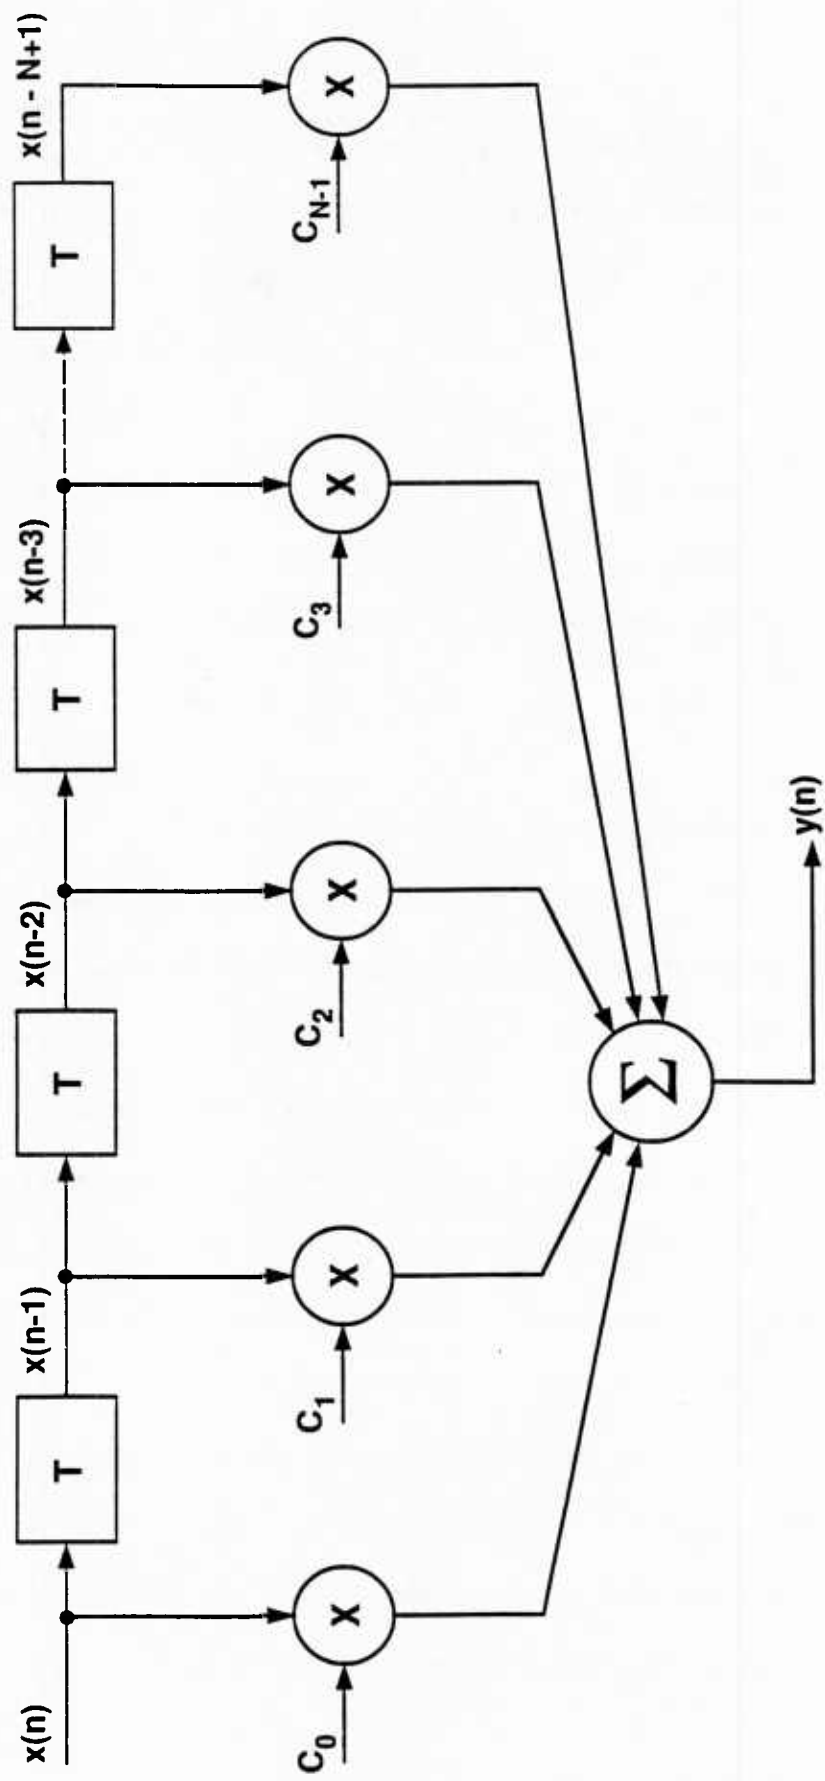 x(n)
x(n-1)
x(n-2)
x(n-3)
x(n - N+1)
T
T
T
T
X
X
X
X
X
C0
C1
C2
C3
CN-1
Σ
y(n)